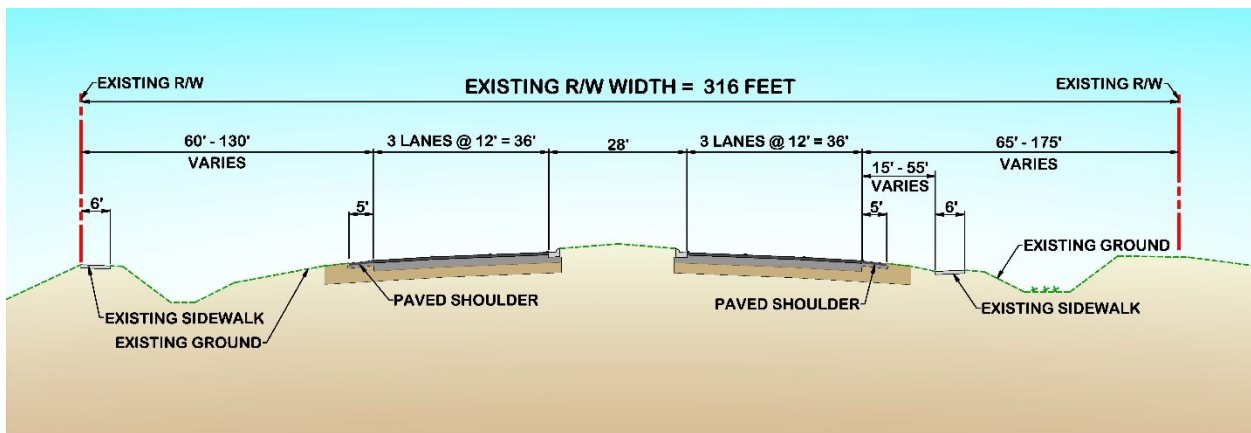 EXISTING R/W
EXISTING R/W WIDTH = 316 FEET
EXISTING R/W
60' - 130'
VARIES
3 LANES @ 12' = 36'
28'
3 LANES @ 12' = 36'
65' - 175'
VARIES
15' - 55'
VARIES
6'
5'
5'
6'
EXISTING GROUND
PAVED SHOULDER
PAVED SHOULDER
EXISTING SIDEWALK
EXISTING SIDEWALK
EXISTING GROUND